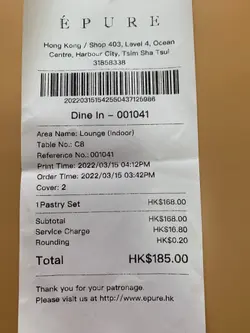 ÉPURE
Hong Kong / Shop 403, Level 4, Ocean
Centre, Harbour City, Tsim Sha Tsui
31858338
2022031515425504371 25986
Dine In - 001041
Area Name: Lounge (Indoor)
Table No.: C8
Reference No.: 001041
Print Time: 2022/03/15 04:12PM
Order Time: 2022/03/15 03:42PM
Cover: 2
1 Pastry Set HK$168.00
Subtotal HK$168.00
Service Charge HK$16.80
Rounding HK$0.20
Total HK$185.00
Thank you for your patronage.
Please visit us at http://www.epure.hk